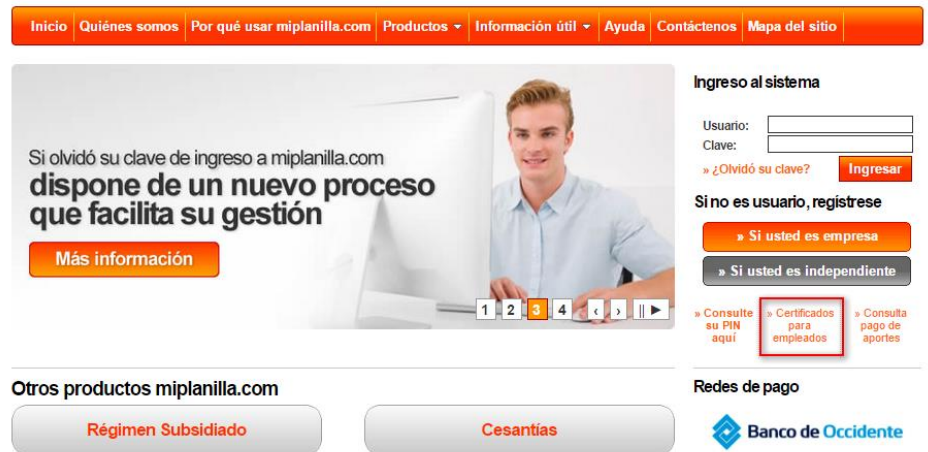 Inicio Quiénes somos Por qué usar miplanilla.com Productos Información útil Ayuda Contáctenos Mapa del sitio
Si olvidó su clave de ingreso a miplanilla.com
dispone de un nuevo proceso
que facilita su gestión
Más información
1 2 3 4 ‹ › || ►
Ingreso al sistema
Usuario:
Clave:
» ¿Olvidó su clave? Ingresar
Si no es usuario, regístrese
» Si usted es empresa
» Si usted es independiente
» Consulte
su PIN
aquí
» Certificados
para
empleados
» Consulta
pago de
aportes
Otros productos miplanilla.com
Régimen Subsidiado Cesantías
Redes de pago
Banco de Occidente